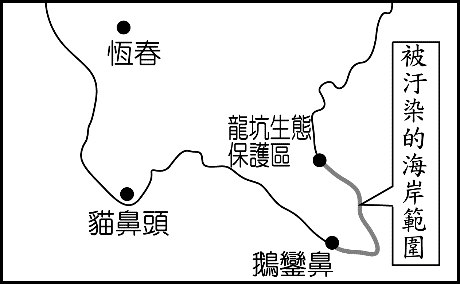 恆春
龍坑生態
保護區
貓鼻頭
鵝鑾鼻
被汙染的海岸範圍